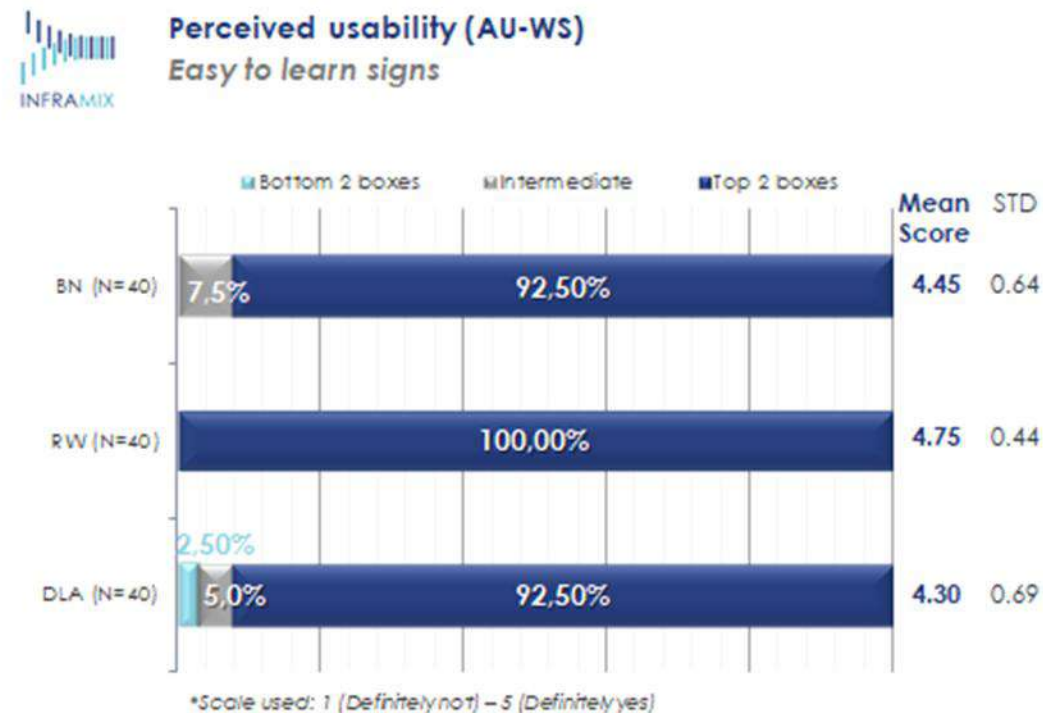 Perceived usability (AU-WS)
Easy to learn signs
INFRAMIX
Bottom 2 boxes Intermediate Top 2 boxes
Mean Score STD
BN (N=40) 7,5% 92,50% 4.45 0.64
RW (N=40) 100,00% 4.75 0.44
2,50%
DLA (N=40) 5,0% 92,50% 4.30 0.69
*Scale used: 1 (Definitely not) – 5 (Definitely yes)